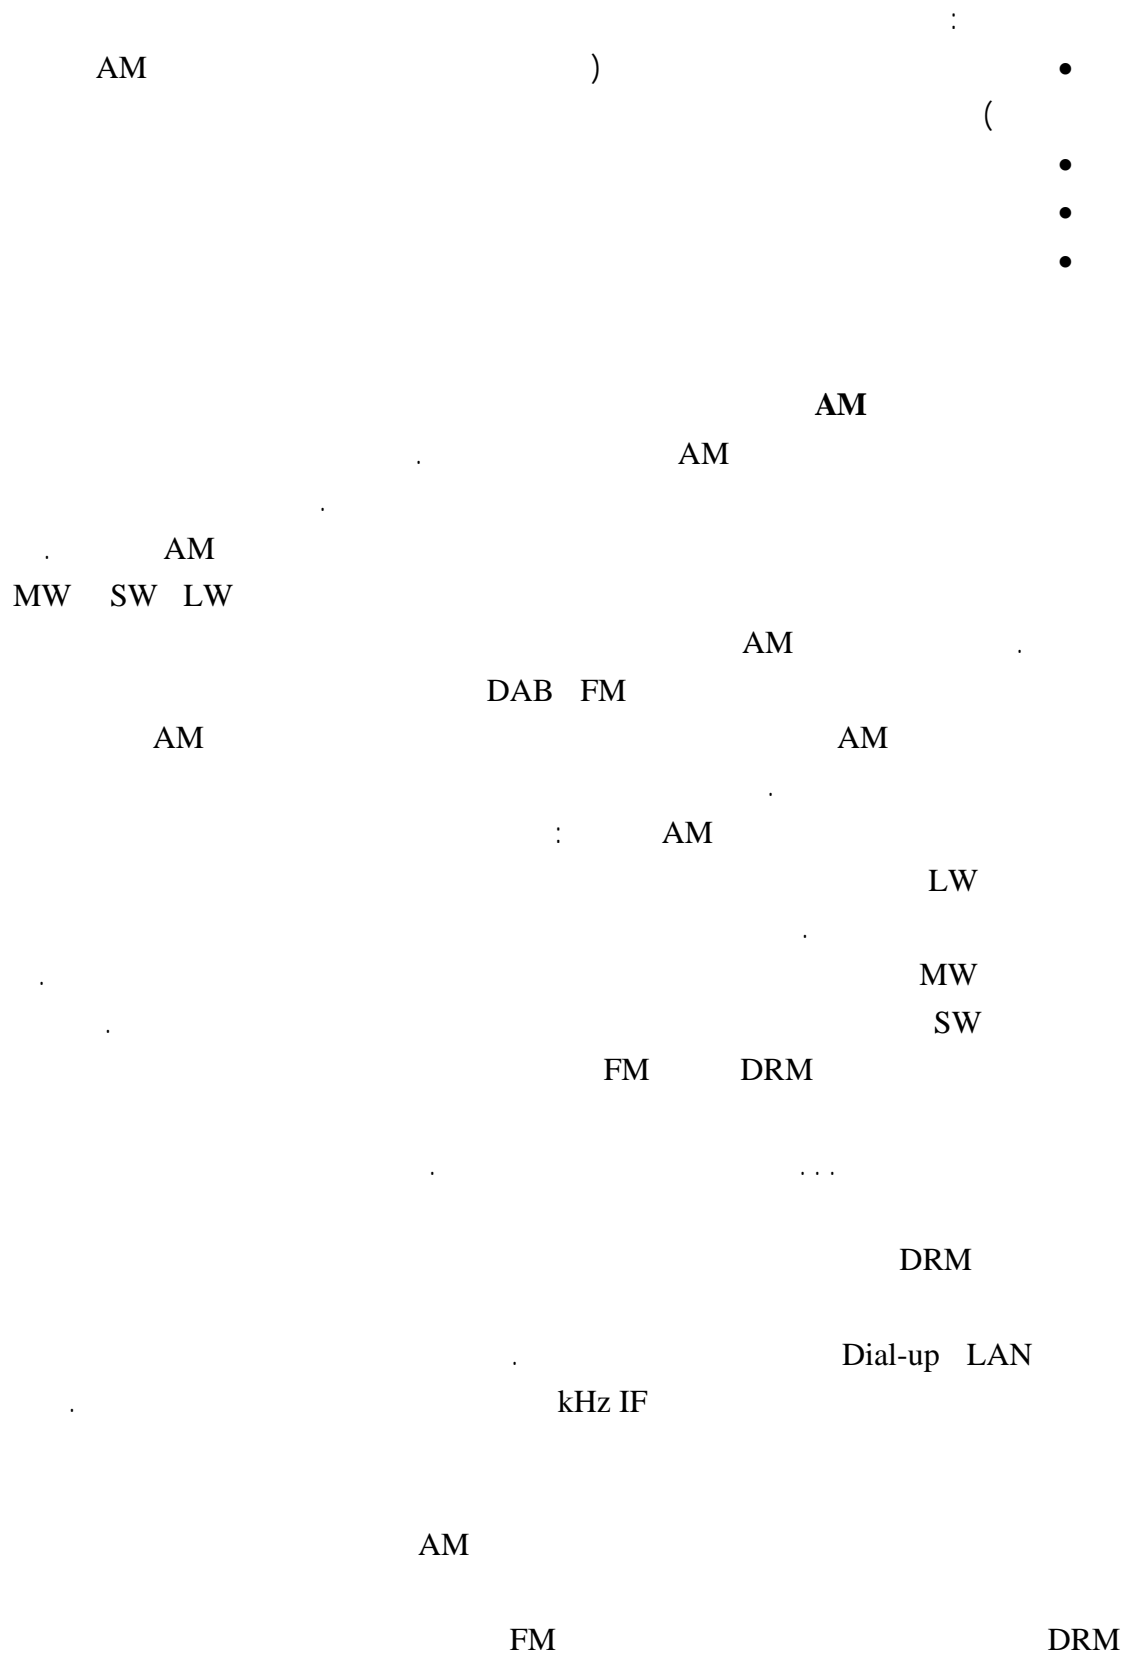 :
• ) AM
(
•
•
•
AM
AM .
.
AM .
LW SW MW
. AM
FM DAB
AM AM
.
AM :
LW
.
MW .
SW .
DRM FM
... .
DRM
LAN Dial-up .
kHz IF .
AM
DRM FM